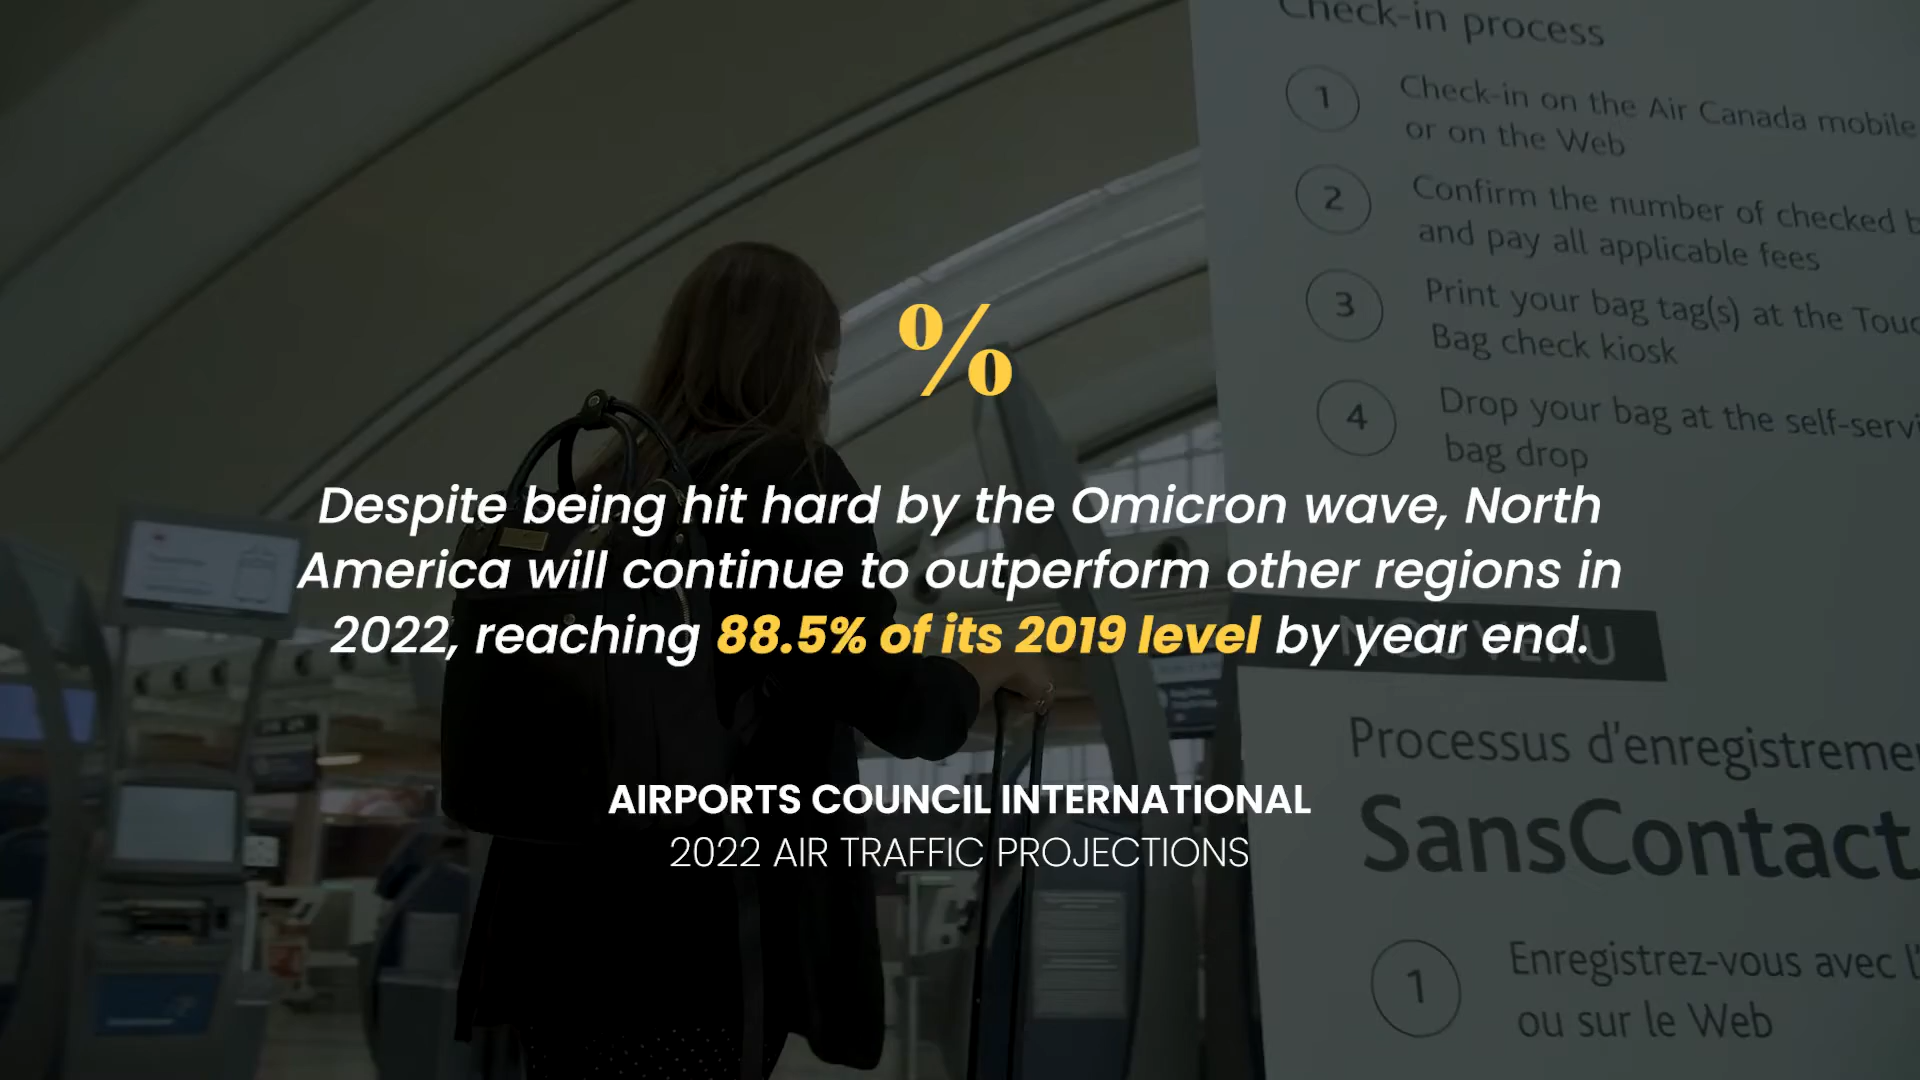 %
Despite being hit hard by the Omicron wave, North
America will continue to outperform other regions in
2022, reaching 88.5% of its 2019 level by year end.
AIRPORTS COUNCIL INTERNATIONAL
2022 AIR TRAFFIC PROJECTIONS
Check-in process
1 Check-in on the Air Canada mobile
or on the Web
2 Confirm the number of checked
and pay all applicable fees
3 Print your bag tag(s) at the
Bag check kiosk
4 Drop your bag at the
bag drop
NOUVEAU
Processus
SansContact
1 Enregistrez-vous avec
ou sur le Web